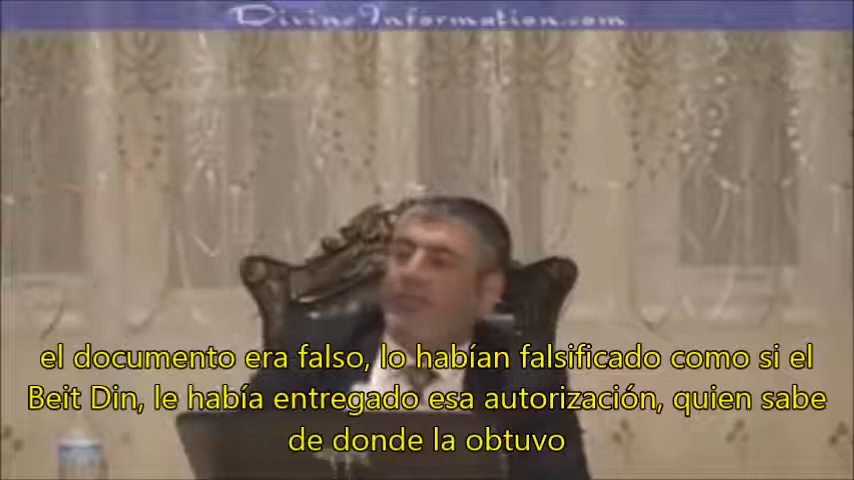 DivineInformation.com
el documento era falso, lo habían falsificado como si el
Beit Din, le había entregado esa autorización, quien sabe
de donde la obtuvo